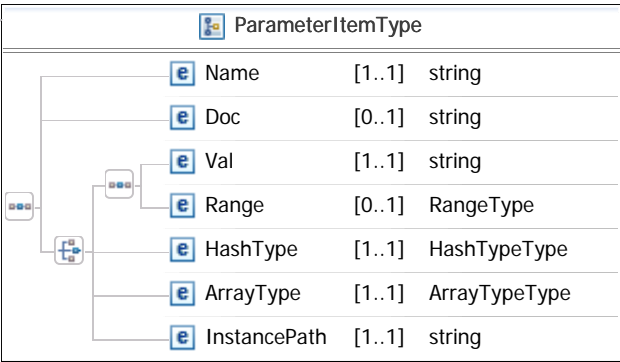 ParameterItemType
e Name [1..1] string
e Doc [0..1] string
e Val [1..1] string
e Range [0..1] RangeType
e HashType [1..1] HashTypeType
e ArrayType [1..1] ArrayTypeType
e InstancePath [1..1] string